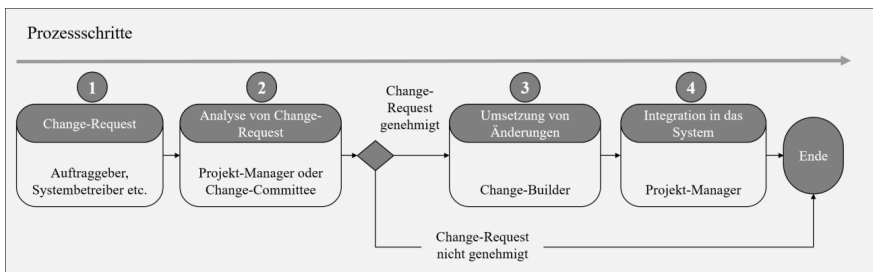 Prozessschritte
1
Change-Request
Auftraggeber,
Systembetreiber etc.
2
Analyse von Change-
Request
Projekt-Manager oder
Change-Committee
Change-
Request
genehmigt
3
Umsetzung von
Änderungen
Change-Builder
4
Integration in das
System
Projekt-Manager
Ende
Change-Request
nicht genehmigt